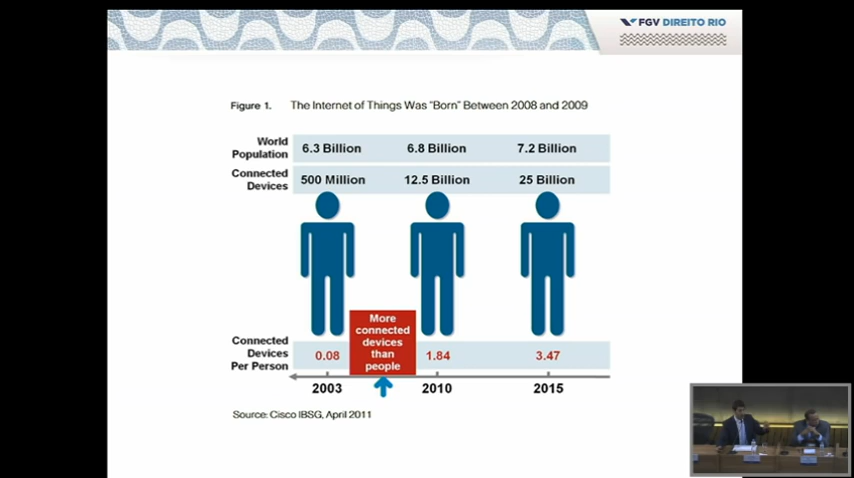 FGV DIREITO RIO
Figure 1. The Internet of Things Was "Born" Between 2008 and 2009
World Population 6.3 Billion 6.8 Billion 7.2 Billion
Connected Devices 500 Million 12.5 Billion 25 Billion
More
connected
devices
than
people
Connected Devices Per Person 0.08 1.84 3.47
2003 2010 2015
Source: Cisco IBSG, April 2011